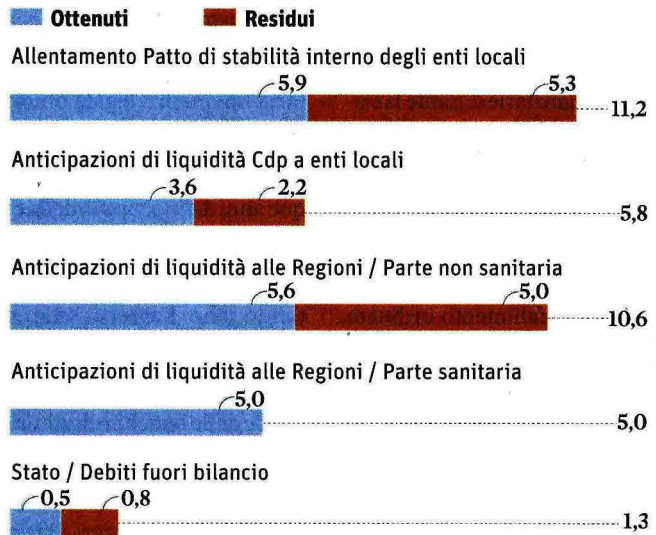 Ottenuti Residui
Allentamento Patto di stabilità interno degli enti locali
5,9 5,3
11,2
Anticipazioni di liquidità Cdp a enti locali
3,6 2,2
5,8
Anticipazioni di liquidità alle Regioni / Parte non sanitaria
5,6 5,0
10,6
Anticipazioni di liquidità alle Regioni / Parte sanitaria
5,0
5,0
Stato / Debiti fuori bilancio
0,5 0,8
1,3